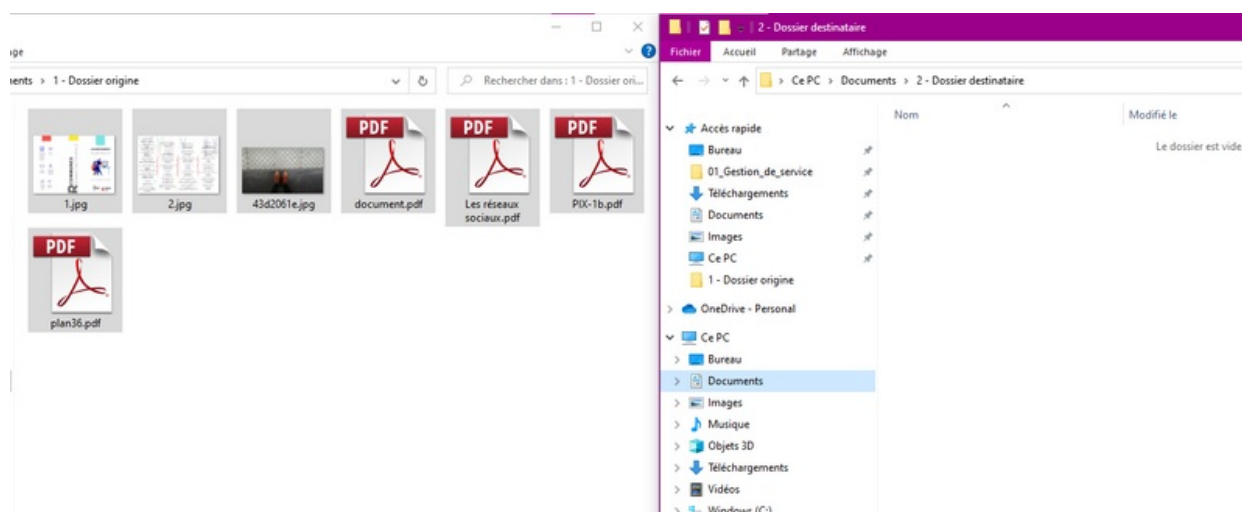 age
ents > 1 - Dossier origine
Rechercher dans : 1 - Dossier ori...
PDF
PDF
PDF
1.jpg
2.jpg
43d2061e.jpg
document.pdf
Les réseaux
sociaux.pdf
PIX-1b.pdf
PDF
plan36.pdf
2 - Dossier destinataire
Fichier
Accueil
Partage
Affichage
> Ce PC > Documents > 2 - Dossier destinataire
Nom
Modifié le
Le dossier est vide
Accès rapide
Bureau
01_Gestion_de_service
Téléchargements
Documents
Images
Ce PC
1 - Dossier origine
OneDrive - Personal
Ce PC
Bureau
Documents
Images
Musique
Objets 3D
Téléchargements
Vidéos
Windows (C:)